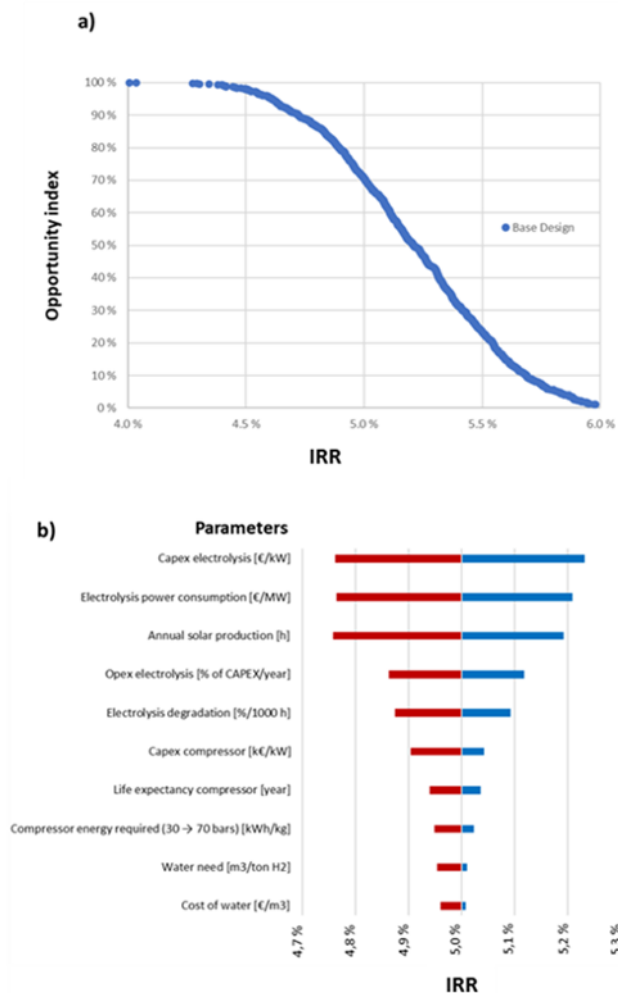 a)
100 %
90 %
80 %
70 %
60 %
50 %
40 %
30 %
20 %
10 %
0 %
Opportunity index
Base Design
4.0 %
4.5 %
5.0 %
5.5 %
6.0 %
IRR
b)
Parameters
Capex electrolysis [€/kW]
Electrolysis power consumption [€/MW]
Annual solar production [h]
Opex electrolysis [% of CAPEX/year]
Electrolysis degradation [%/1000 h]
Capex compressor [k€/kW]
Life expectancy compressor [year]
Compressor energy required (30 → 70 bars) [kWh/kg]
Water need [m3/ton H2]
Cost of water [€/m3]
4,7 %
4,8 %
4,9 %
5,0 %
5,1 %
5,2 %
5,3 %
IRR